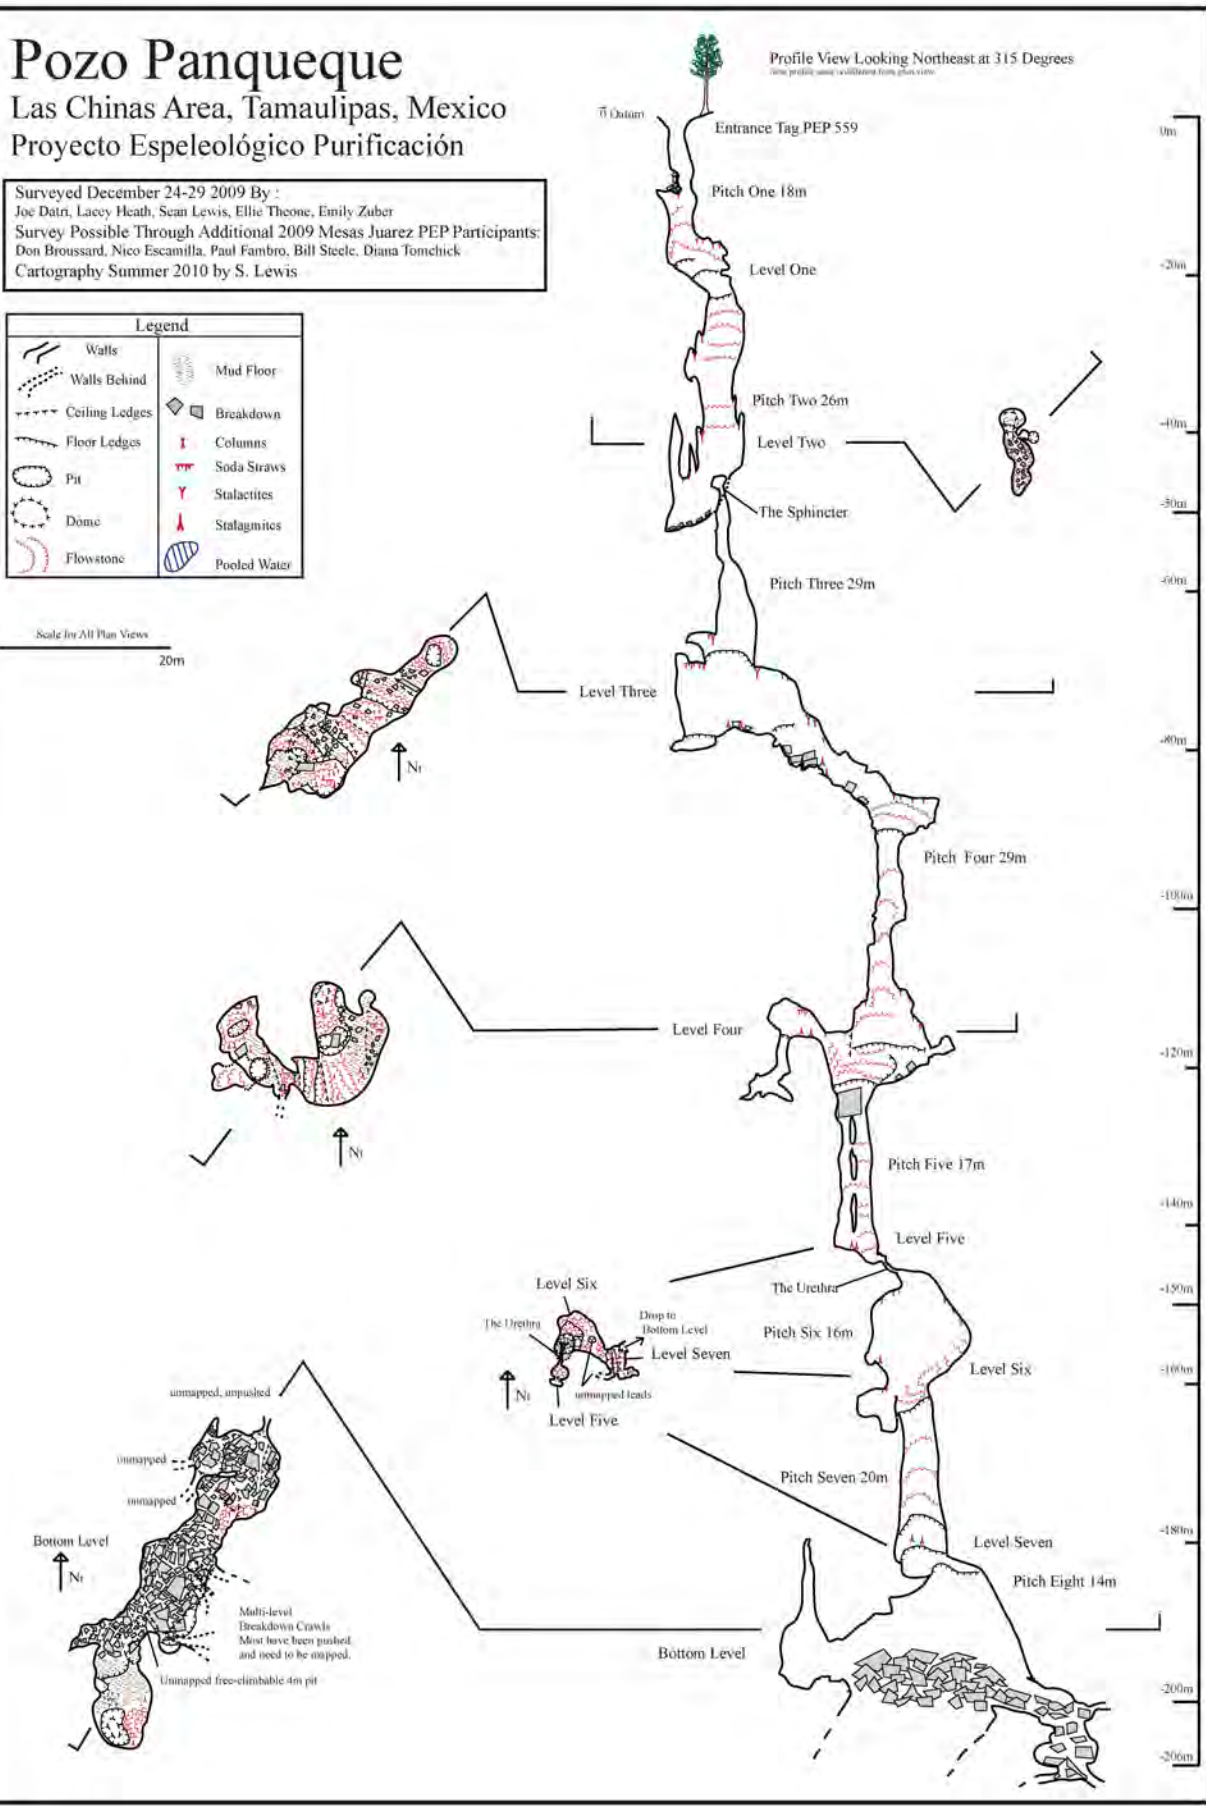 Pozo Panqueque
Las Chinas Area, Tamaulipas, Mexico
Proyecto Espeleológico Purificación
Surveyed December 24-29 2009 By :
Joe Datri, Lacey Heath, Sean Lewis, Ellie Theone, Emily Zuber
Survey Possible Through Additional 2009 Mesas Juarez PEP Participants:
Don Broussard, Nico Escamilla, Paul Fambro, Bill Steele, Diana Tomchick
Cartography Summer 2010 by S. Lewis
Legend
Walls
Walls Behind
Ceiling Ledges
Floor Ledges
Pit
Dome
Flowstone
Mud Floor
Breakdown
Columns
Soda Straws
Stalactites
Stalagmites
Pooled Water
Scale for All Plan Views
20m
Profile View Looking Northeast at 315 Degrees
0 Datum
Entrance Tag PEP 559
Pitch One 18m
Level One
Pitch Two 26m
Level Two
The Sphincter
Pitch Three 29m
Level Three
Nt
Pitch Four 29m
Level Four
Nt
Pitch Five 17m
Level Five
The Urethra
Pitch Six 16m
Level Six
Level Six
The Urethra
Drop to
Bottom Level
Level Seven
Nt
unmapped leads
Level Five
Pitch Seven 20m
Level Seven
Pitch Eight 14m
Bottom Level
unmapped, unpushed
unmapped
unmapped
Bottom Level
Nt
Multi-level
Breakdown Crawls
Most have been pushed
and need to be mapped.
Unmapped free-climbable 4m pit
0m
-20m
-40m
-50m
-60m
-80m
-100m
-120m
-140m
-150m
-160m
-180m
-200m
-206m